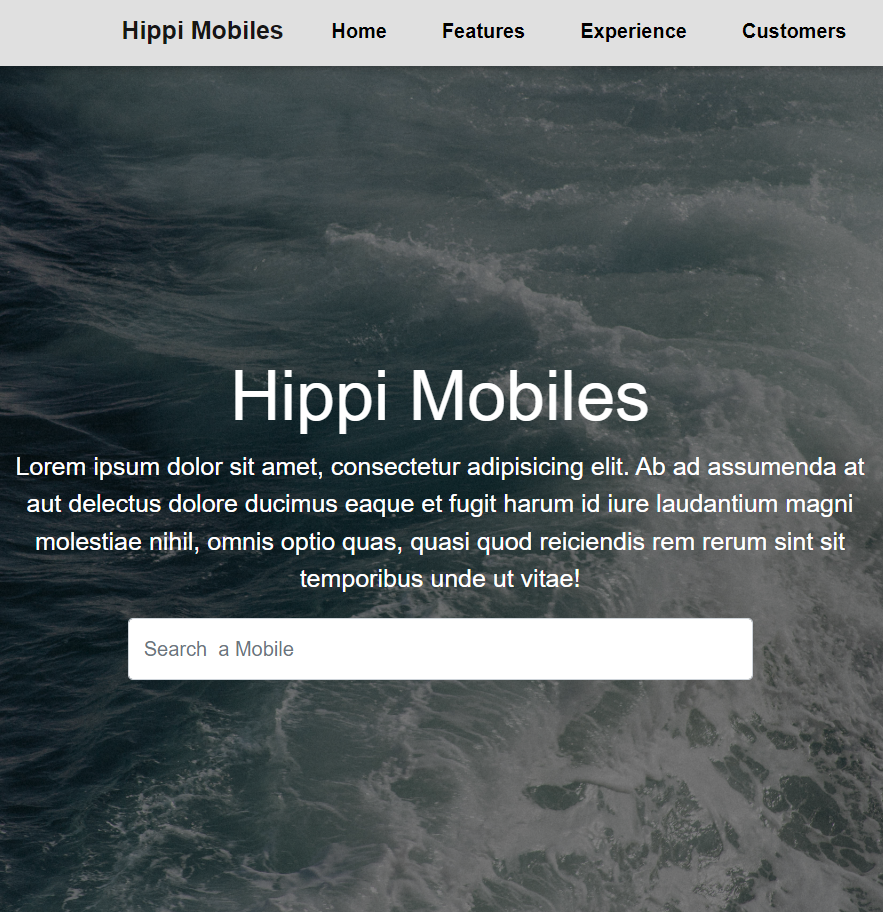 Hippi Mobiles Home Features Experience Customers
Hippi Mobiles
Lorem ipsum dolor sit amet, consectetur adipisicing elit. Ab ad assumenda at
aut delectus dolore ducimus eaque et fugit harum id iure laudantium magni
molestiae nihil, omnis optio quas, quasi quod reiciendis rem rerum sint sit
temporibus unde ut vitae!
Search  a Mobile